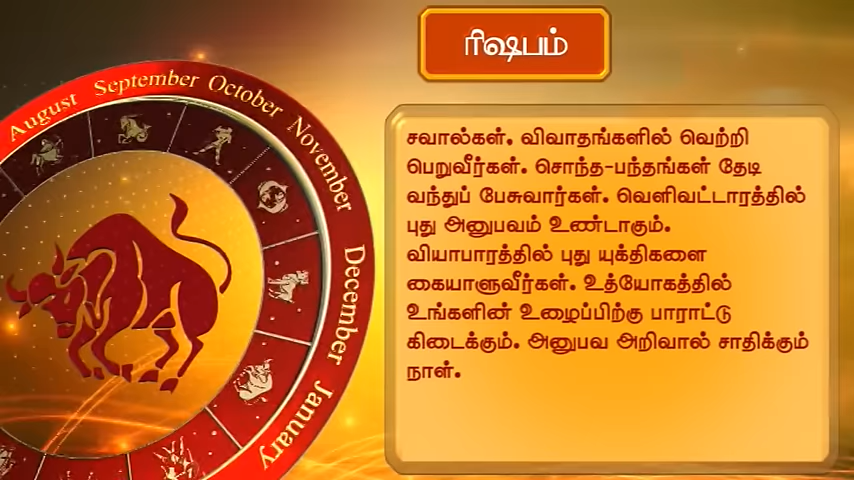 ரிஷபம்
August September October November December January
சவால்கள், விவாதங்களில் வெற்றி
பெறுவீர்கள். சொந்த-பந்தங்கள் தேடி
வந்துப் பேசுவார்கள். வெளிவட்டாரத்தில்
புது அனுபவம் உண்டாகும்.
வியாபாரத்தில் புது யுக்திகளை
கையாளுவீர்கள். உத்யோகத்தில்
உங்களின் உழைப்பிற்கு பாராட்டு
கிடைக்கும். அனுபவ அறிவால் சாதிக்கும்
நாள்.